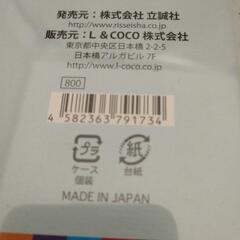 発売元：株式会社 立誠社
http://www.risseisha.co.jp
販売元：L & COCO 株式会社
東京都中央区日本橋 2-2-5
日本橋アルガビル 7F
http://www.l-coco.co.jp
800
4 582363 791734
プラ
紙
ケース
個装
台紙
MADE IN JAPAN